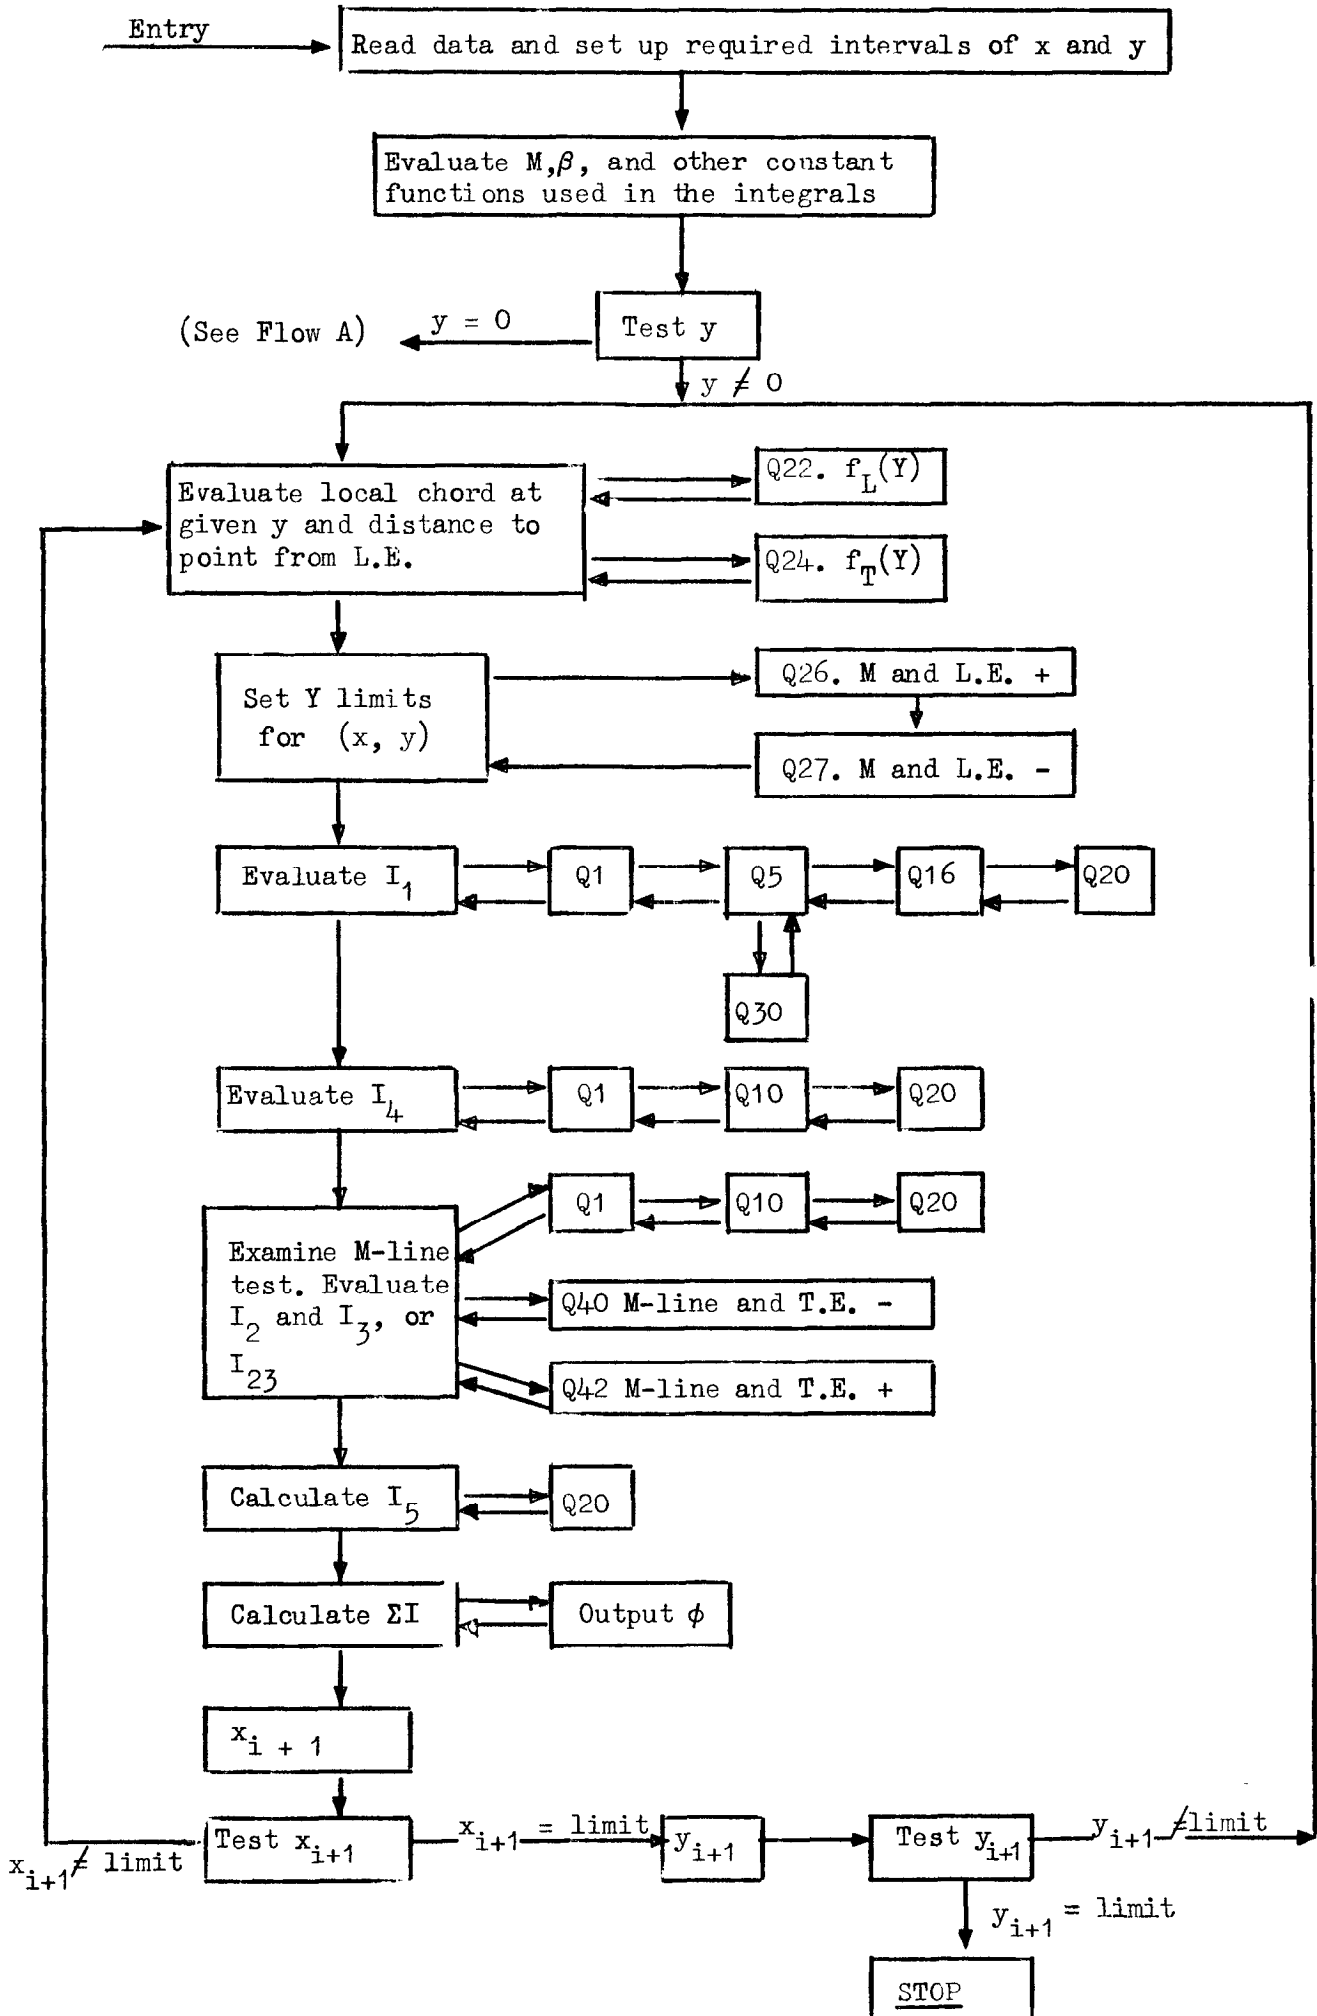 Entry
Read data and set up required intervals of x and y
Evaluate M,β, and other constant
functions used in the integrals
Test y
(See Flow A)
y = 0
y ≠ 0
Evaluate local chord at
given y and distance to
point from L.E.
Q22. f_L(Y)
Q24. f_T(Y)
Set Y limits
for (x, y)
Q26. M and L.E. +
Q27. M and L.E. -
Evaluate I_1
Q1
Q5
Q16
Q20
Q30
Evaluate I_4
Q1
Q10
Q20
Q1
Q10
Q20
Examine M-line
test. Evaluate
I_2 and I_3, or
I_23
Q40 M-line and T.E. -
Q42 M-line and T.E. +
Calculate I_5
Q20
Calculate ΣI
Output ϕ
x_i + 1
Test x_i+1
x_i+1 ≠ limit
x_i+1 = limit
y_i+1
Test y_i+1
y_i+1 ≠ limit
y_i+1 = limit
STOP